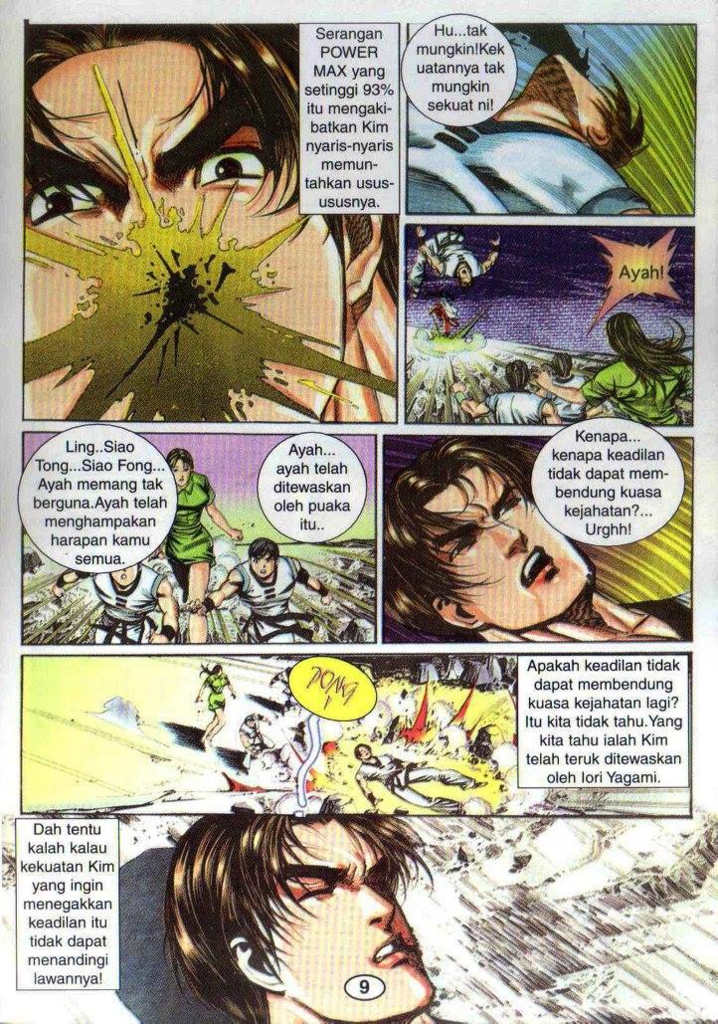 Serangan
POWER
MAX yang
setinggi 93%
itu mengaki-
batkan Kim
nyaris-nyaris
memun-
tahkan usus-
ususnya.
Hu...tak
mungkin!Kek
uatannya tak
mungkin
sekuat ni!
Ayah!
Ling..Siao
Tong...Siao Fong...
Ayah memang tak
berguna.Ayah telah
menghampakan
harapan kamu
semua.
Ayah...
ayah telah
ditewaskan
oleh puaka
itu..
Kenapa...
kenapa keadilan
tidak dapat mem-
bendung kuasa
kejahatan?...
Urghh!
PONG
!
Apakah keadilan tidak
dapat membendung
kuasa kejahatan lagi?
Itu kita tidak tahu.Yang
kita tahu ialah Kim
telah teruk ditewaskan
oleh Iori Yagami.
Dah tentu
kalah kalau
kekuatan Kim
yang ingin
menegakkan
keadilan itu
tidak dapat
menandingi
lawannya!
9